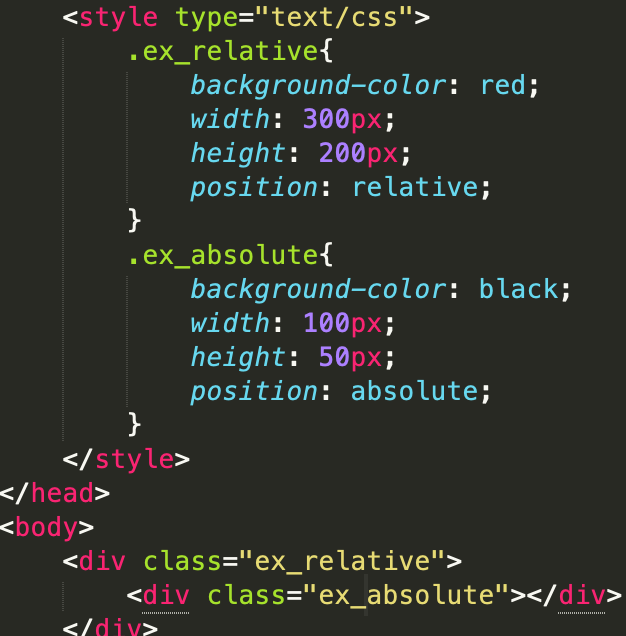 <style type="text/css">
.ex_relative{
background-color: red;
width: 300px;
height: 200px;
position: relative;
}
.ex_absolute{
background-color: black;
width: 100px;
height: 50px;
position: absolute;
}
</style>
</head>
<body>
<div class="ex_relative">
<div class="ex_absolute"></div>
</div>